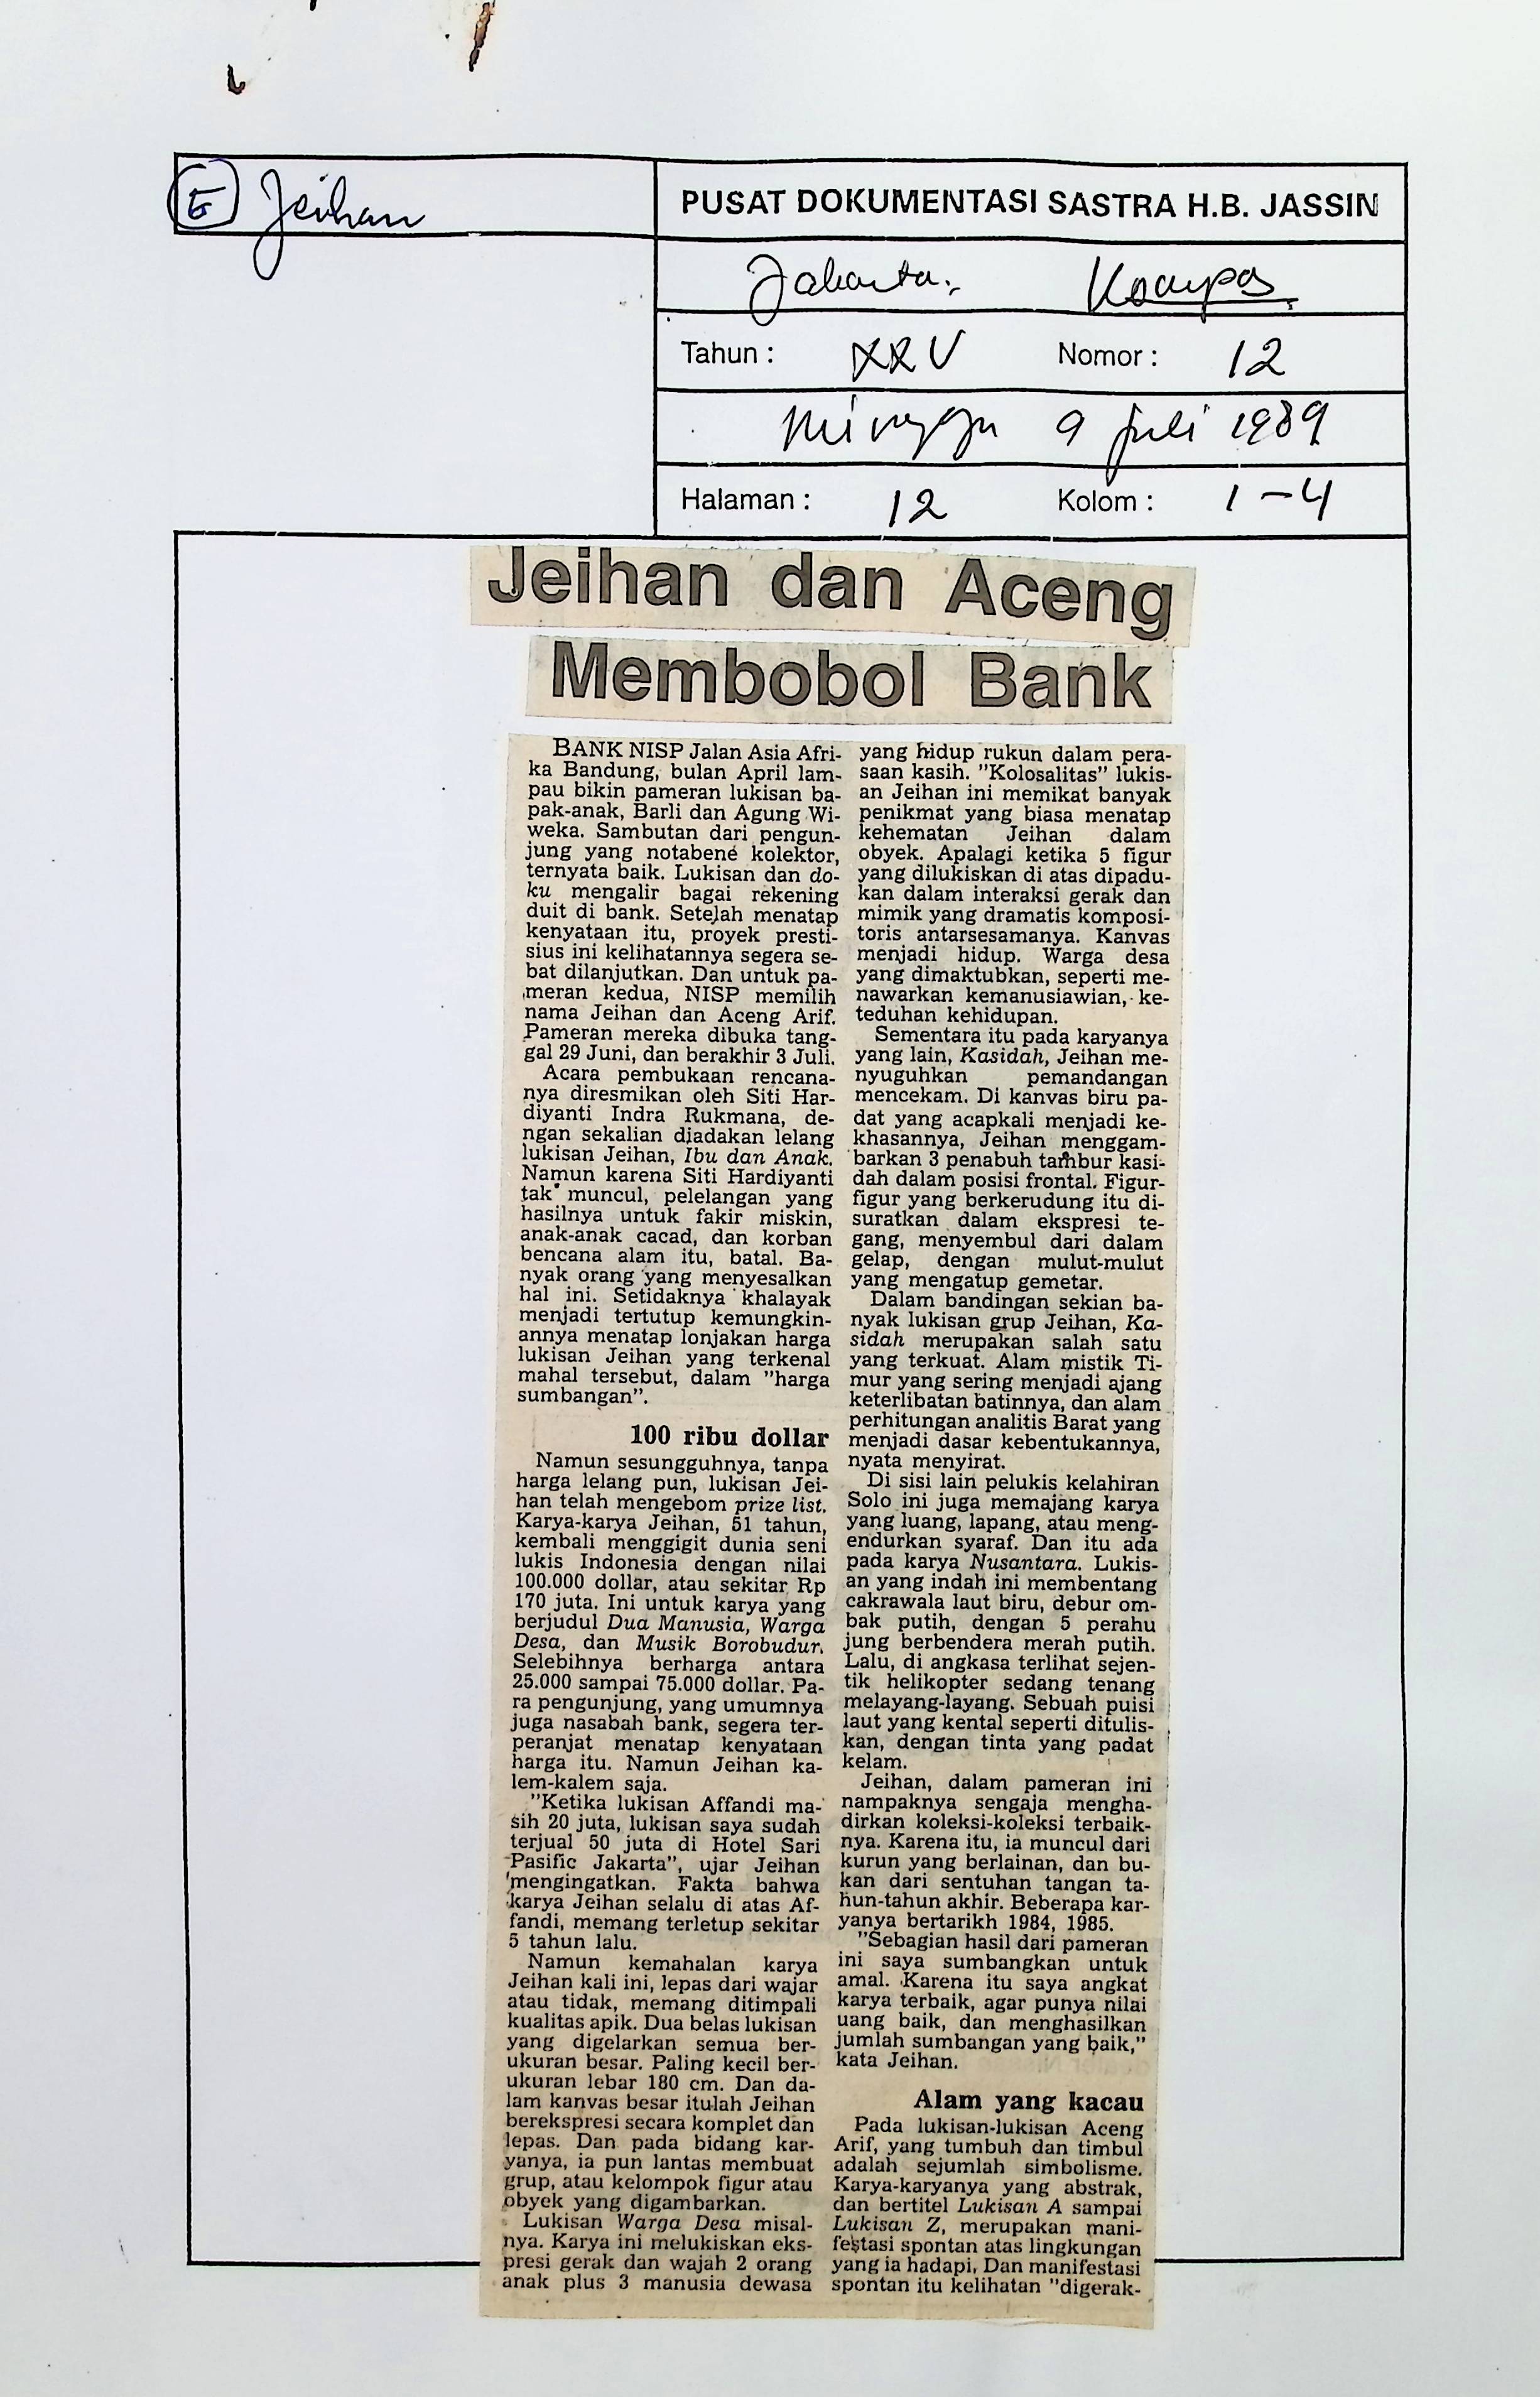 E Jeihan
PUSAT DOKUMENTASI SASTRA H.B. JASSIN
Jakarta, Kompas
Tahun : XXV Nomor : 12
Minggu 9 juli 1989
Halaman : 12 Kolom : 1-4
Jeihan dan Aceng
Membobol Bank
BANK NISP Jalan Asia Afri-
ka Bandung, bulan April lam-
pau bikin pameran lukisan ba-
pak-anak, Barli dan Agung Wi-
weka. Sambutan dari pengun-
jung yang notabene kolektor,
ternyata baik. Lukisan dan do-
ku mengalir bagai rekening
duit di bank. Setelah menatap
kenyataan itu, proyek presti-
sius ini kelihatannya segera se-
bat dilanjutkan. Dan untuk pa-
meran kedua, NISP memilih
nama Jeihan dan Aceng Arif.
Pameran mereka dibuka tang-
gal 29 Juni, dan berakhir 3 Juli.
Acara pembukaan rencana-
nya diresmikan oleh Siti Har-
diyanti Indra Rukmana, de-
ngan sekalian diadakan lelang
lukisan Jeihan, Ibu dan Anak.
Namun karena Siti Hardiyanti
tak muncul, pelelangan yang
hasilnya untuk fakir miskin,
anak-anak cacad, dan korban
bencana alam itu, batal. Ba-
nyak orang yang menyesalkan
hal ini. Setidaknya khalayak
menjadi tertutup kemungkin-
annya menatap lonjakan harga
lukisan Jeihan yang terkenal
mahal tersebut, dalam "harga
sumbangan".
100 ribu dollar
Namun sesungguhnya, tanpa
harga lelang pun, lukisan Jei-
han telah mengebom prize list.
Karya-karya Jeihan, 51 tahun,
kembali menggigit dunia seni
lukis Indonesia dengan nilai
100.000 dollar, atau sekitar Rp
170 juta. Ini untuk karya yang
berjudul Dua Manusia, Warga
Desa, dan Musik Borobudur.
Selebihnya berharga antara
25.000 sampai 75.000 dollar. Pa-
ra pengunjung, yang umumnya
juga nasabah bank, segera ter-
peranjat menatap kenyataan
harga itu. Namun Jeihan ka-
lem-kalem saja.
"Ketika lukisan Affandi ma-
sih 20 juta, lukisan saya sudah
terjual 50 juta di Hotel Sari
Pasific Jakarta", ujar Jeihan
mengingatkan. Fakta bahwa
karya Jeihan selalu di atas Af-
fandi, memang terletup sekitar
5 tahun lalu.
Namun kemahalan karya
Jeihan kali ini, lepas dari wajar
atau tidak, memang ditimpali
kualitas apik. Dua belas lukisan
yang digelarkan semua ber-
ukuran besar. Paling kecil ber-
ukuran lebar 180 cm. Dan da-
lam kanvas besar itulah Jeihan
berekspresi secara komplet dan
lepas. Dan pada bidang kar-
yanya, ia pun lantas membuat
grup, atau kelompok figur atau
obyek yang digambarkan.
Lukisan Warga Desa misal-
nya. Karya ini melukiskan eks-
presi gerak dan wajah 2 orang
anak plus 3 manusia dewasa
yang hidup rukun dalam pera-
saan kasih. "Kolosalitas" lukis-
an Jeihan ini memikat banyak
penikmat yang biasa menatap
kehematan Jeihan dalam
obyek. Apalagi ketika 5 figur
yang dilukiskan di atas dipadu-
kan dalam interaksi gerak dan
mimik yang dramatis komposi-
toris antarsesamanya. Kanvas
menjadi hidup. Warga desa
yang dimaktubkan, seperti me-
nawarkan kemanusiawian, ke-
teduhan kehidupan.
Sementara itu pada karyanya
yang lain, Kasidah, Jeihan me-
nyuguhkan pemandangan
mencekam. Di kanvas biru pa-
dat yang acapkali menjadi ke-
khasannya, Jeihan menggam-
barkan 3 penabuh tambur kasi-
dah dalam posisi frontal. Figur-
figur yang berkerudung itu di-
suratkan dalam ekspresi te-
gang, menyembul dari dalam
gelap, dengan mulut-mulut
yang mengatup gemetar.
Dalam bandingan sekian ba-
nyak lukisan grup Jeihan, Ka-
sidah merupakan salah satu
yang terkuat. Alam mistik Ti-
mur yang sering menjadi ajang
keterlibatan batinnya, dan alam
perhitungan analitis Barat yang
menjadi dasar kebentukannya,
nyata menyirat.
Di sisi lain pelukis kelahiran
Solo ini juga memajang karya
yang luang, lapang, atau meng-
endurkan syaraf. Dan itu ada
pada karya Nusantara. Lukis-
an yang indah ini membentang
cakrawala laut biru, debur om-
bak putih, dengan 5 perahu
jung berbendera merah putih.
Lalu, di angkasa terlihat sejen-
tik helikopter sedang tenang
melayang-layang. Sebuah puisi
laut yang kental seperti ditulis-
kan, dengan tinta yang padat
kelam.
Jeihan, dalam pameran ini
nampaknya sengaja mengha-
dirkan koleksi-koleksi terbaik-
nya. Karena itu, ia muncul dari
kurun yang berlainan, dan bu-
kan dari sentuhan tangan ta-
hun-tahun akhir. Beberapa kar-
yanya bertarikh 1984, 1985.
"Sebagian hasil dari pameran
ini saya sumbangkan untuk
amal. Karena itu saya angkat
karya terbaik, agar punya nilai
uang baik, dan menghasilkan
jumlah sumbangan yang baik,"
kata Jeihan.
Alam yang kacau
Pada lukisan-lukisan Aceng
Arif, yang tumbuh dan timbul
adalah sejumlah simbolisme.
Karya-karyanya yang abstrak,
dan bertitel Lukisan A sampai
Lukisan Z, merupakan mani-
festasi spontan atas lingkungan
yang ia hadapi. Dan manifestasi
spontan itu kelihatan "digerak-